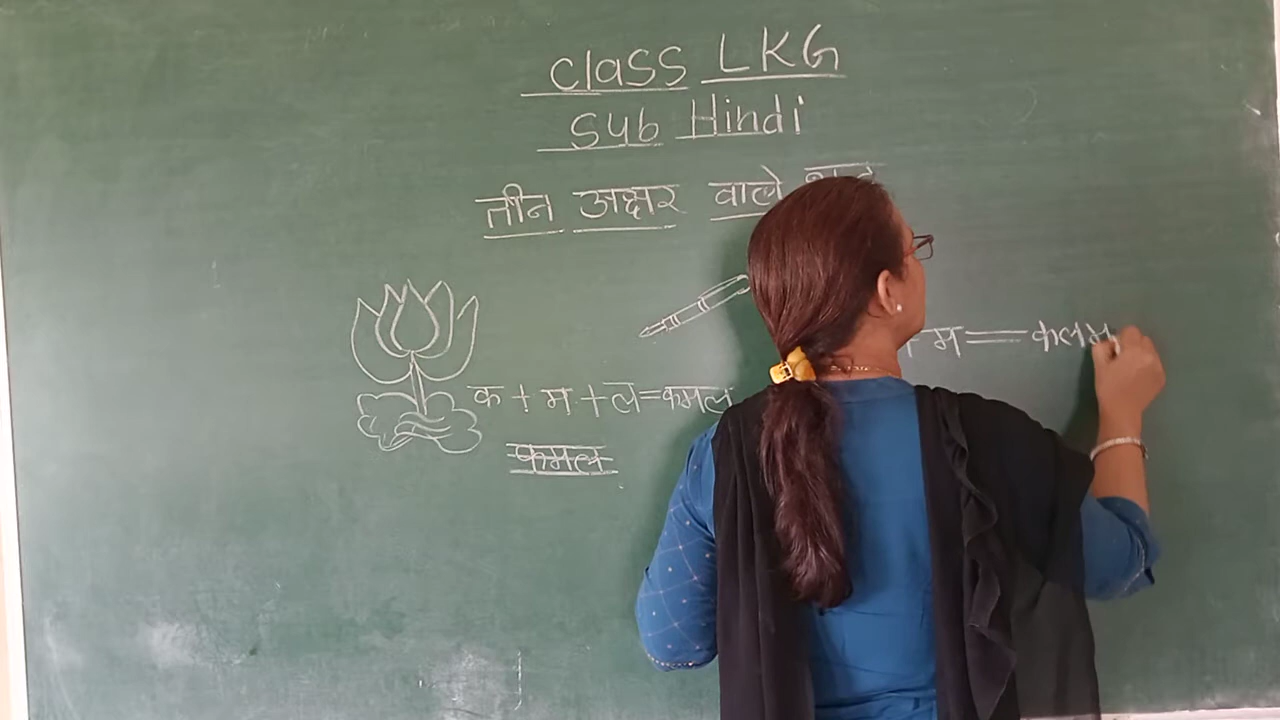 Class LKG
Sub Hindi
तीन अक्षर वाले
क + म + ल = कमल
कमल
+ म = कलम